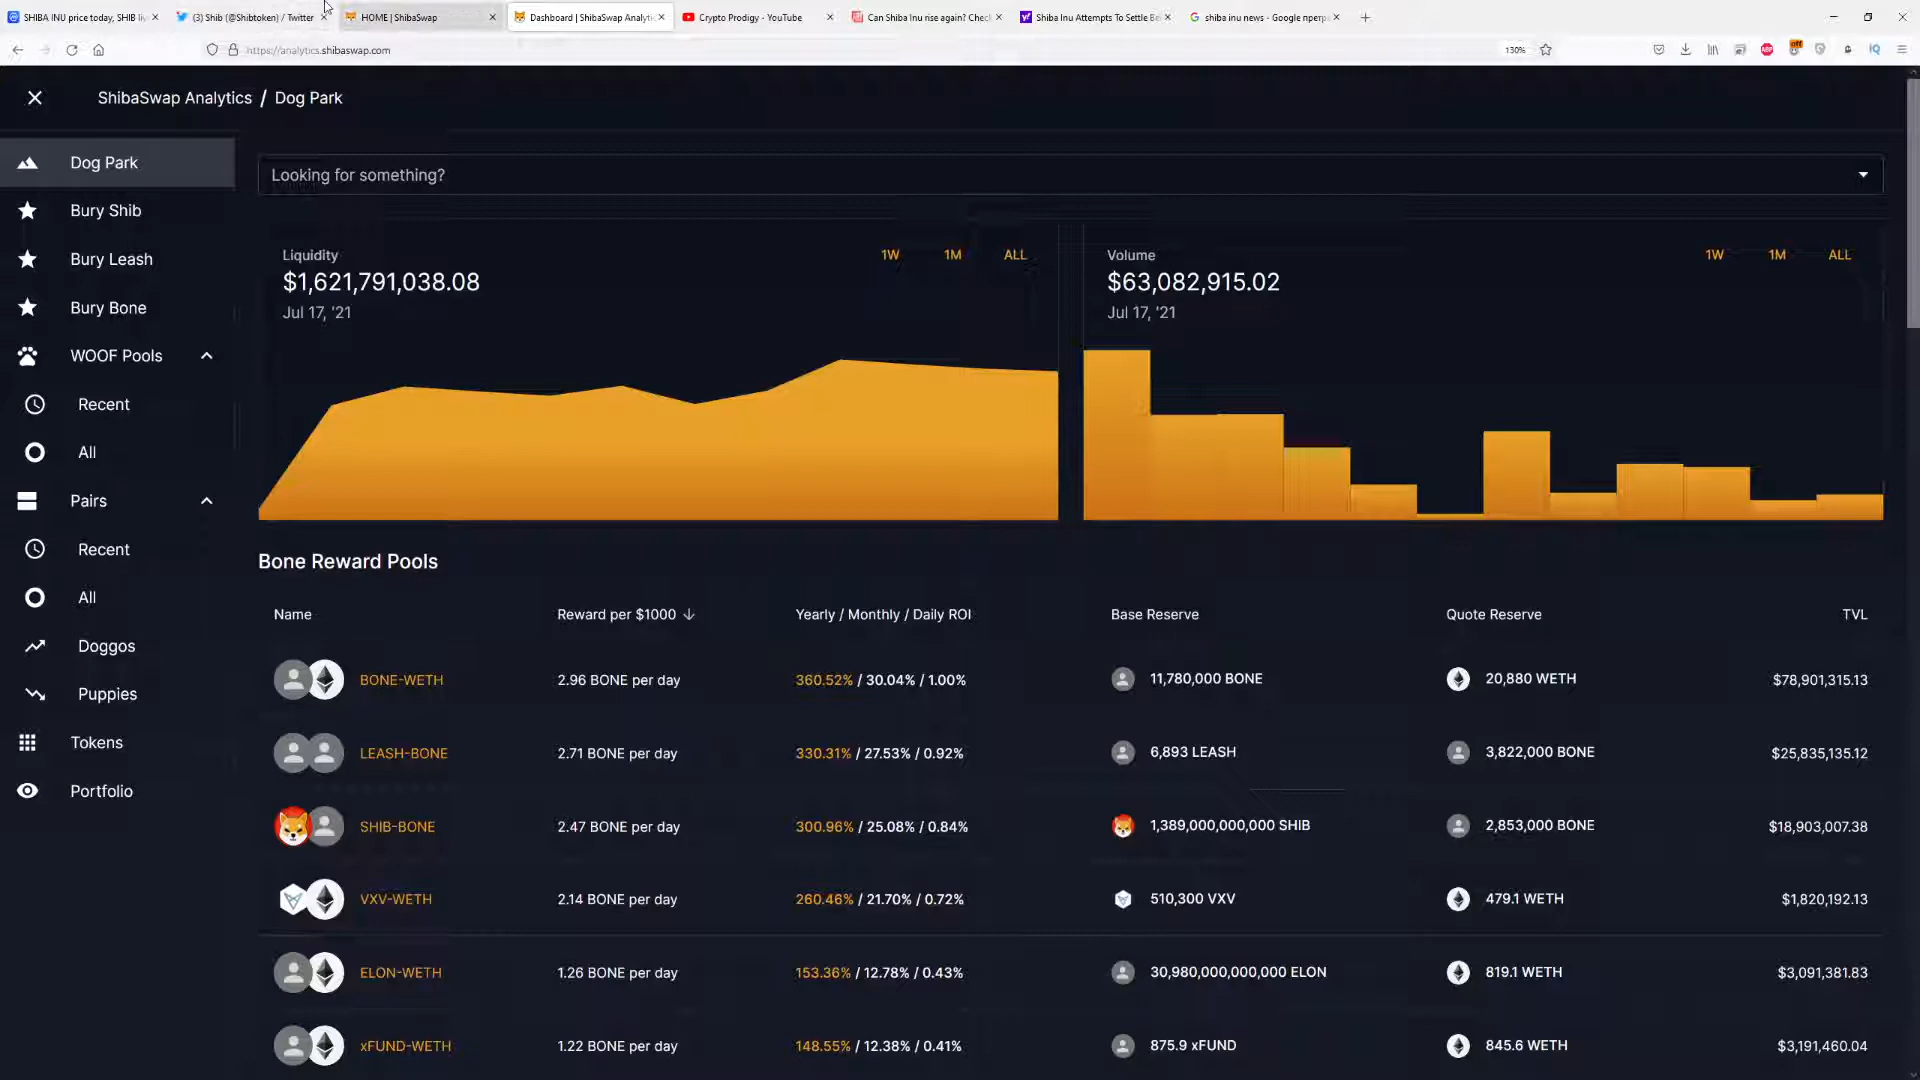 SHIBA INU price today, SHIB li
(3) Shib (@Shibtoken) / Twitter
HOME | ShibaSwap
Dashboard | ShibaSwap Analytic
Crypto Prodigy - YouTube
Can Shiba Inu rise again? Chec
Shiba Inu Attempts To Settle Be
shiba inu news - Google претр
https://analytics.shibaswap.com
130%
ShibaSwap Analytics / Dog Park
Dog Park
Bury Shib
Bury Leash
Bury Bone
WOOF Pools
Recent
All
Pairs
Recent
All
Doggos
Puppies
Tokens
Portfolio
Looking for something?
Liquidity
1W 1M ALL
$1,621,791,038.08
Jul 17, '21
Volume
1W 1M ALL
$63,082,915.02
Jul 17, '21
Bone Reward Pools
Name Reward per $1000 Yearly / Monthly / Daily ROI Base Reserve Quote Reserve TVL
BONE-WETH 2.96 BONE per day 360.52% / 30.04% / 1.00% 11,780,000 BONE 20,880 WETH $78,901,315.13
LEASH-BONE 2.71 BONE per day 330.31% / 27.53% / 0.92% 6,893 LEASH 3,822,000 BONE $25,835,135.12
SHIB-BONE 2.47 BONE per day 300.96% / 25.08% / 0.84% 1,389,000,000,000 SHIB 2,853,000 BONE $18,903,007.38
VXV-WETH 2.14 BONE per day 260.46% / 21.70% / 0.72% 510,300 VXV 479.1 WETH $1,820,192.13
ELON-WETH 1.26 BONE per day 153.36% / 12.78% / 0.43% 30,980,000,000,000 ELON 819.1 WETH $3,091,381.83
xFUND-WETH 1.22 BONE per day 148.55% / 12.38% / 0.41% 875.9 xFUND 845.6 WETH $3,191,460.04